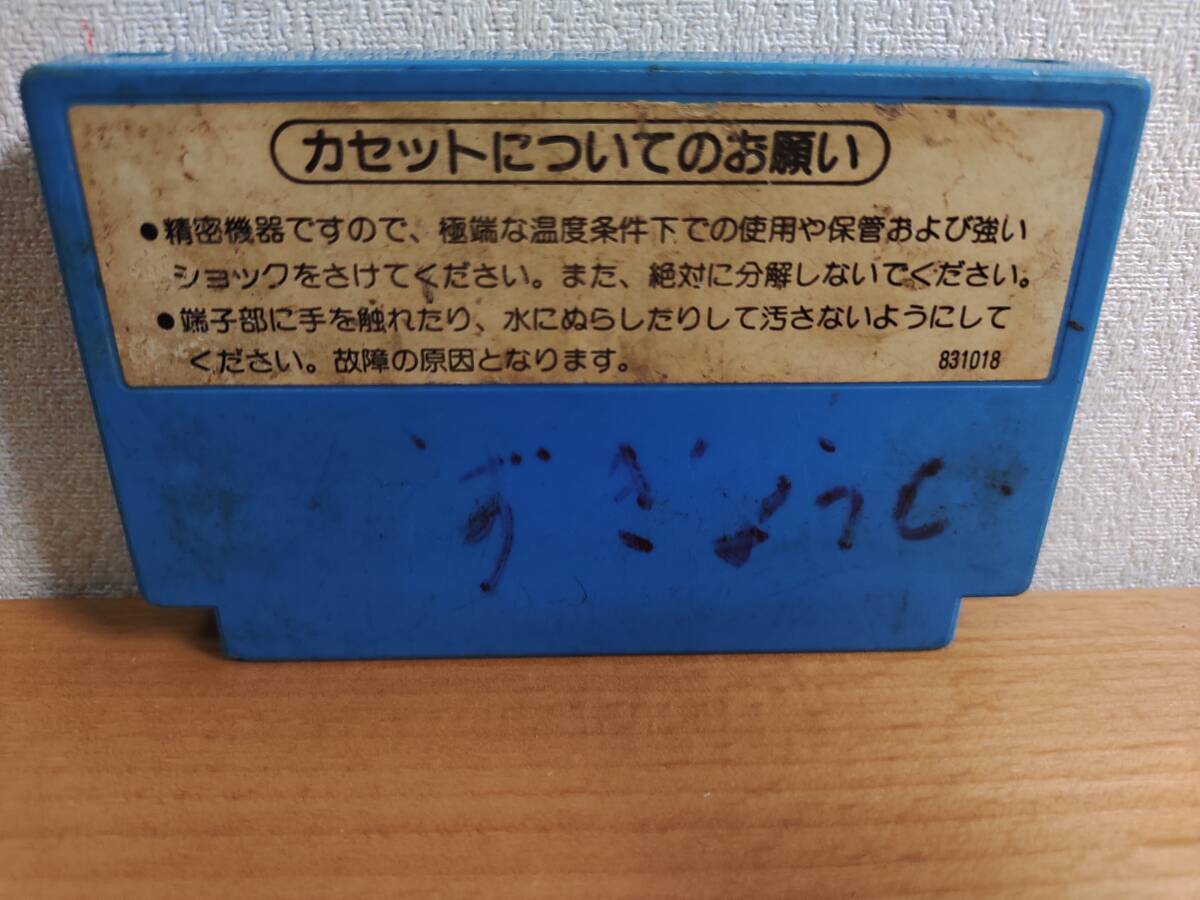 カセットについてのお願い
●精密機器ですので、極端な温度条件下での使用や保管および強い
ショックをさけてください。また、絶対に分解しないでください。
●端子部に手を触れたり、水にぬらしたりして汚さないようにして
ください。故障の原因となります。
831018